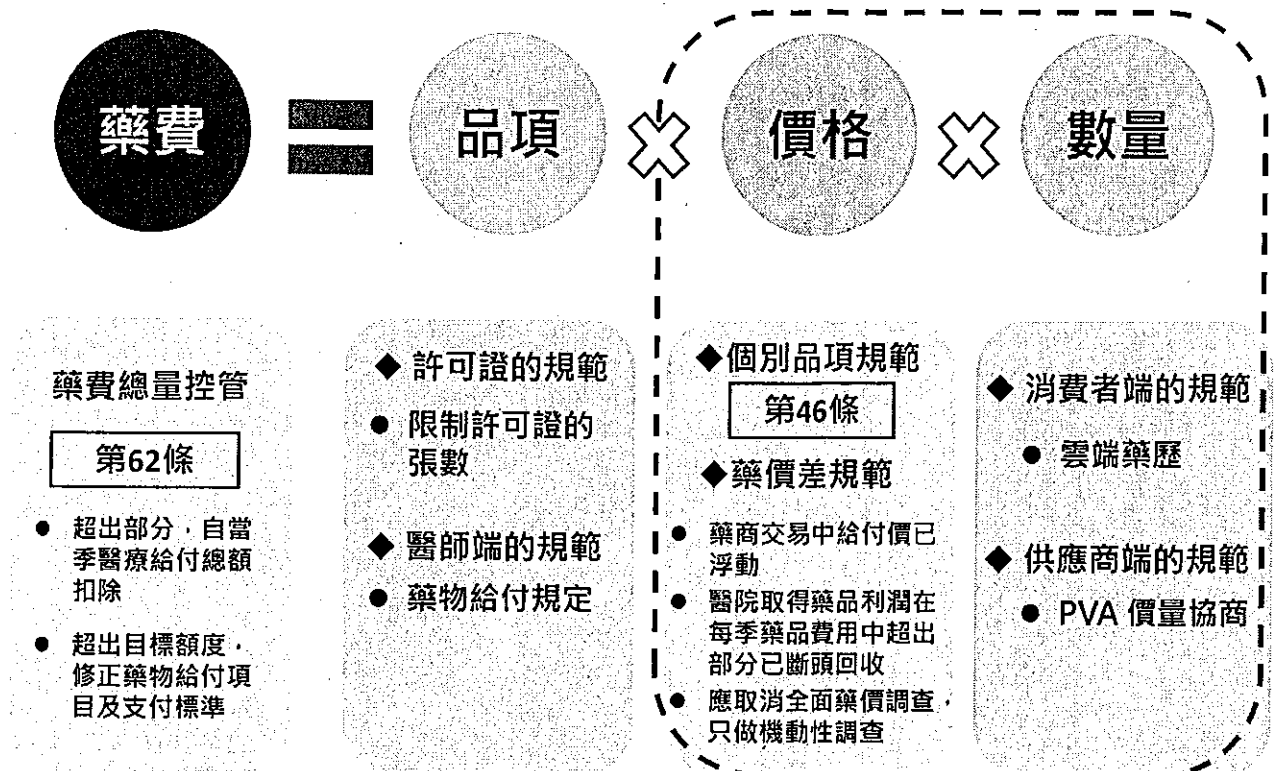 藥費
品項
價格
數量
藥費總量控管
第62條
● 超出部分，自當
季醫療給付總額
扣除
● 超出目標額度，
修正藥物給付項
目及支付標準
◆ 許可證的規範
● 限制許可證的
張數
◆ 醫師端的規範
● 藥物給付規定
◆個別品項規範
第46條
◆藥價差規範
● 藥商交易中給付價已
浮動
● 醫院取得藥品利潤在
每季藥品費用中超出
部分已斷頭回收
● 應取消全面藥價調查，
只做機動性調查
◆ 消費者端的規範
● 雲端藥歷
◆ 供應商端的規範
● PVA 價量協商